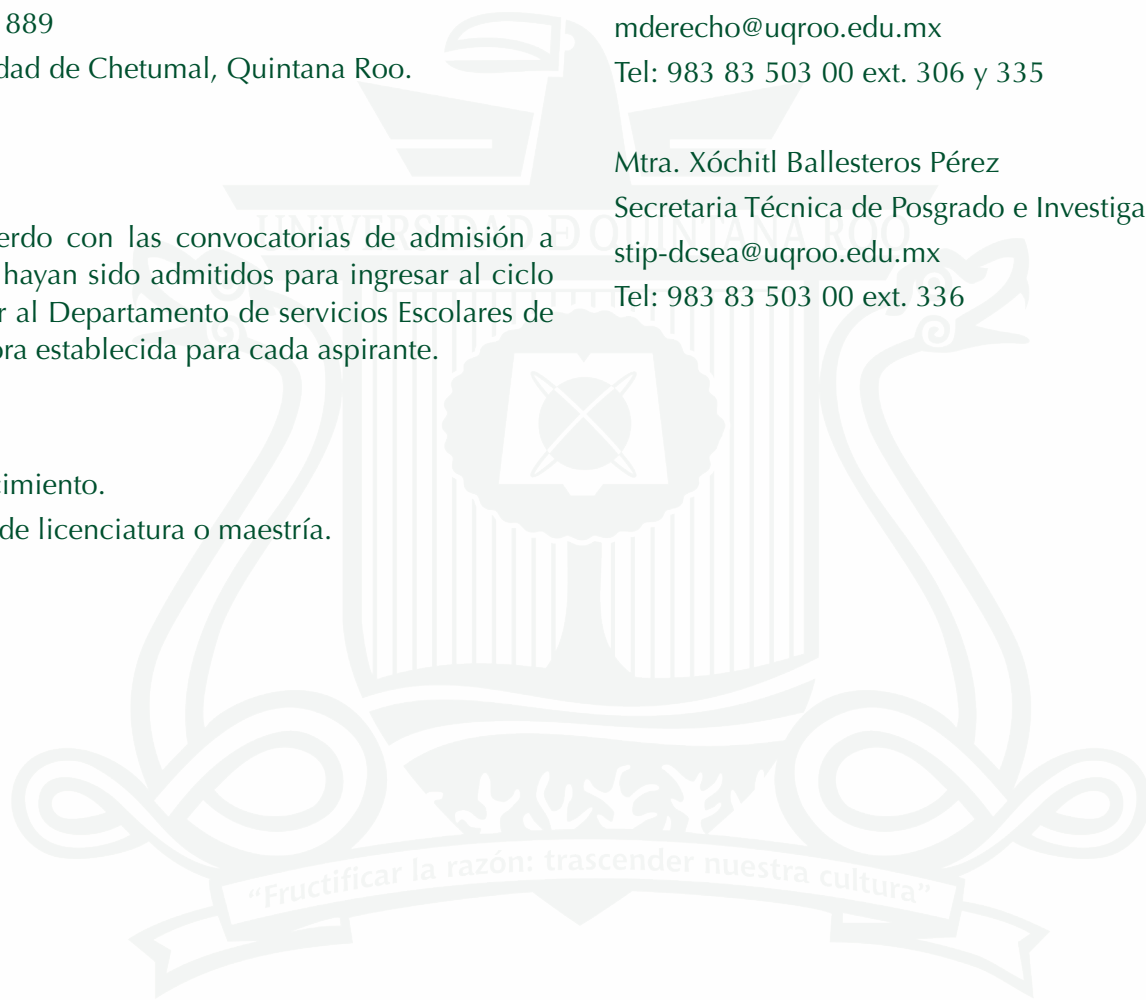 889
dad de Chetumal, Quintana Roo.
erdo con las convocatorias de admisión a
hayan sido admitidos para ingresar al ciclo
r al Departamento de servicios Escolares de
ora establecida para cada aspirante.
cimiento.
de licenciatura o maestría.
mderecho@uqroo.edu.mx
Tel: 983 83 503 00 ext. 306 y 335
Mtra. Xóchitl Ballesteros Pérez
Secretaria Técnica de Posgrado e Investiga
stip-dcsea@uqroo.edu.mx
Tel: 983 83 503 00 ext. 336
UNIVERSIDAD DE QUINTANA ROO
“Fructificar la razón: trascender nuestra cultura”